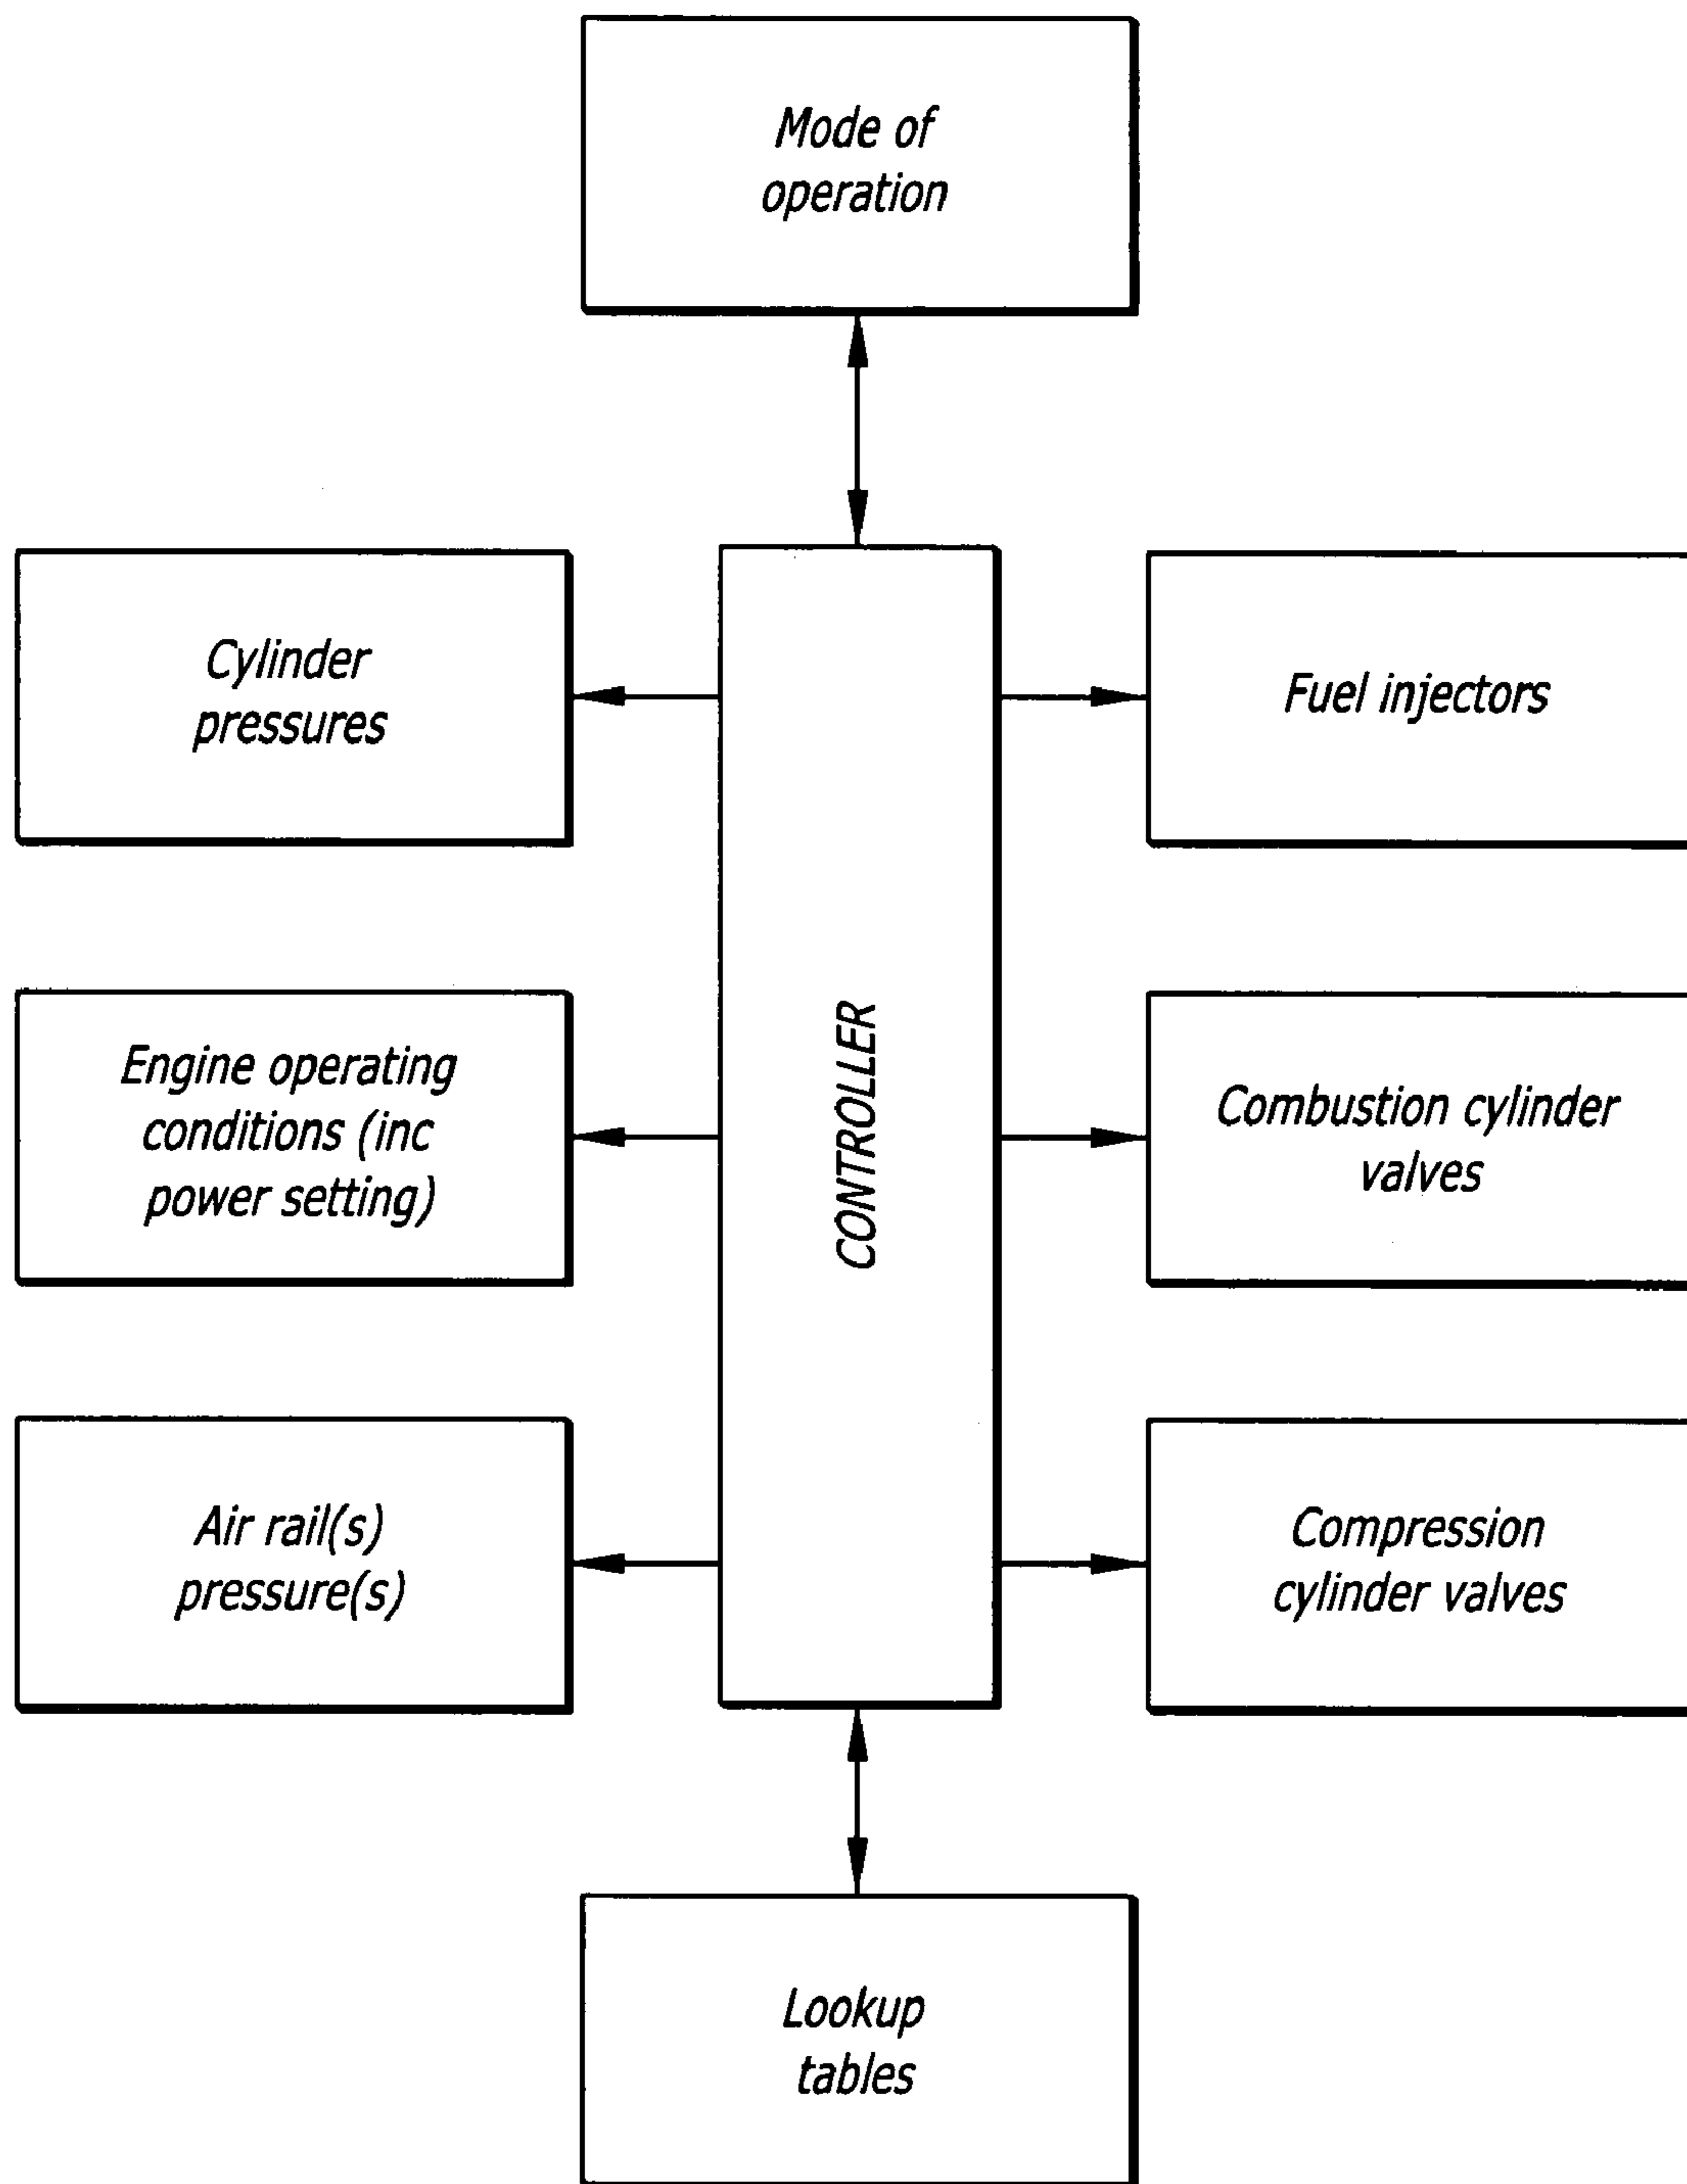 Mode of
operation
Cylinder
pressures
Fuel injectors
Engine operating
conditions (inc
power setting)
CONTROLLER
Combustion cylinder
valves
Air rail(s)
pressure(s)
Compression
cylinder valves
Lookup
tables